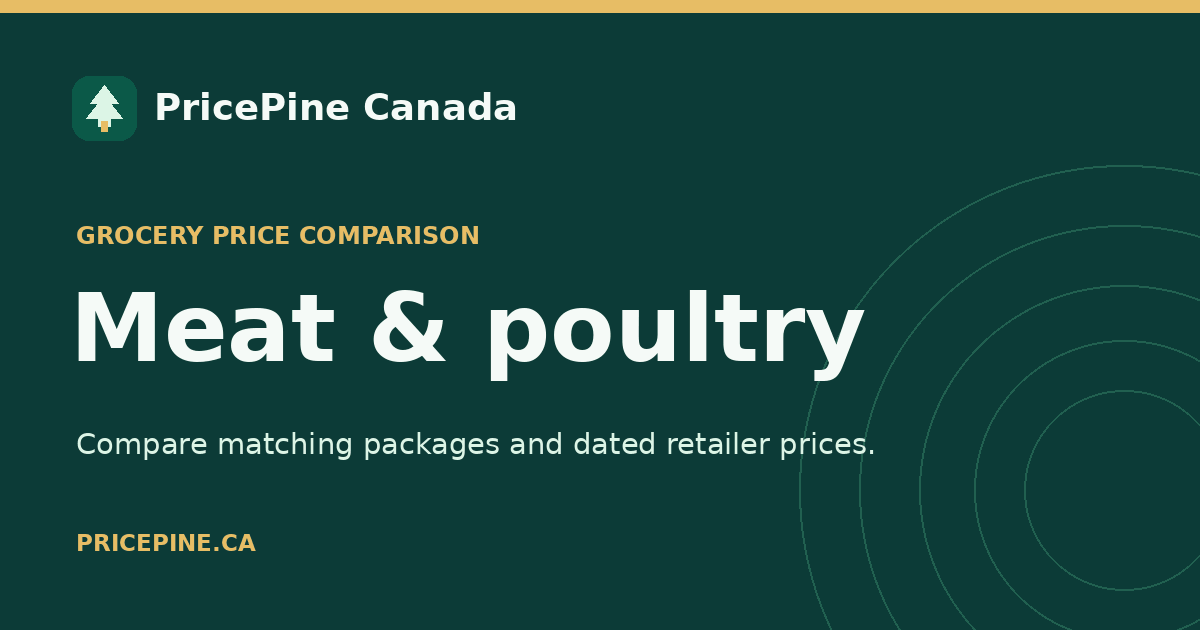 PricePine Canada
GROCERY PRICE COMPARISON
Meat & poultry
Compare matching packages and dated retailer prices.
PRICEPINE.CA